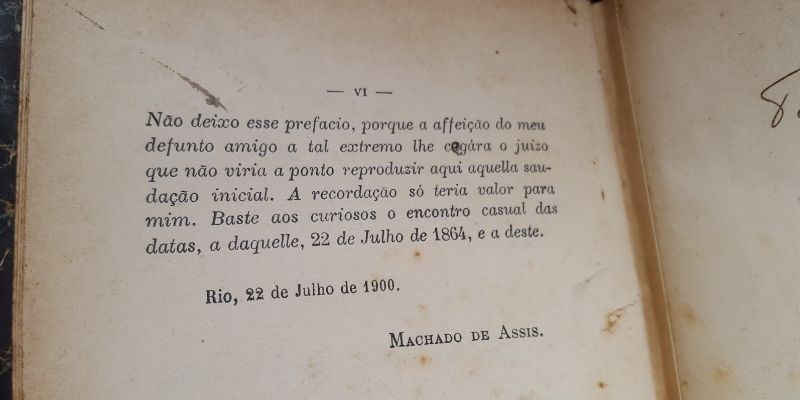 — VI —
Não deixo esse prefacio, porque a affeição do meu
defunto amigo a tal extremo lhe cegára o juizo
que não viria a ponto reproduzir aqui aquella sau-
dação inicial. A recordação só teria valor para
mim. Baste aos curiosos o encontro casual das
datas, a daquelle, 22 de Julho de 1864, e a deste.
Rio, 22 de Julho de 1900.
MACHADO DE ASSIS.